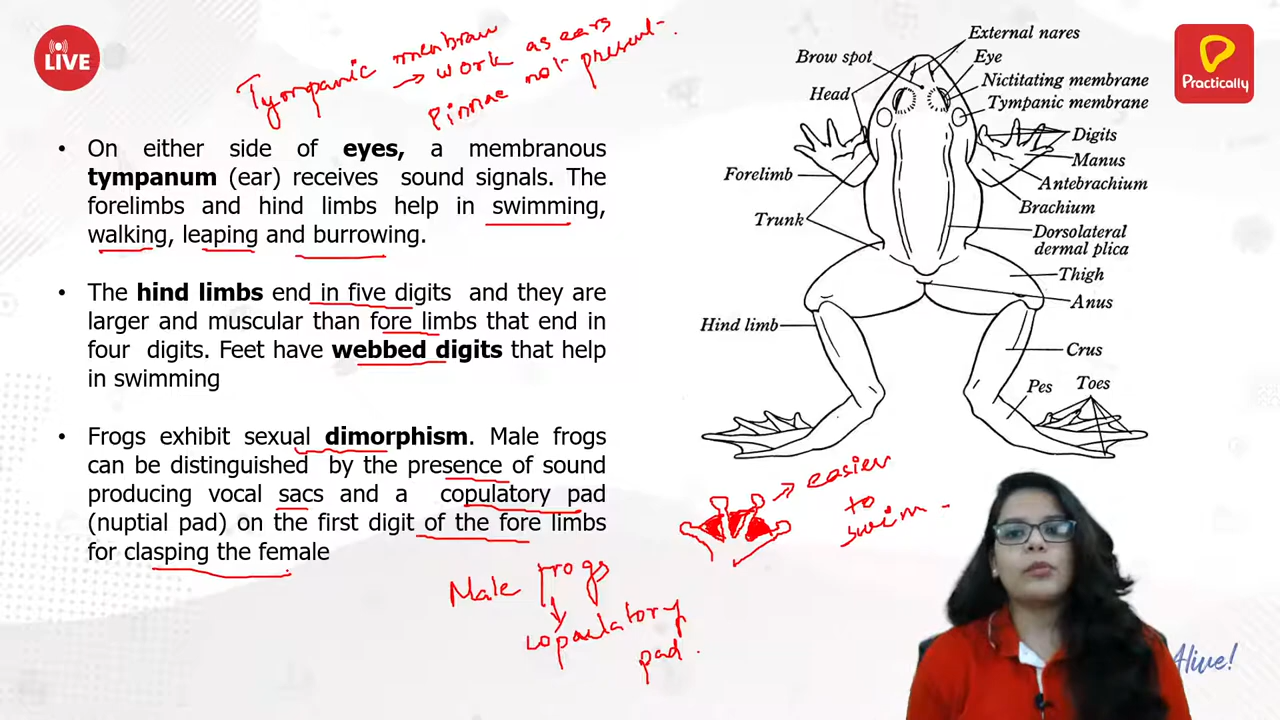 LIVE
Tympanic membrane
→ work as ears
Pinnae not present.
• On either side of eyes, a membranous
tympanum (ear) receives sound signals. The
forelimbs and hind limbs help in swimming,
walking, leaping and burrowing.
• The hind limbs end in five digits and they are
larger and muscular than fore limbs that end in
four digits. Feet have webbed digits that help
in swimming
• Frogs exhibit sexual dimorphism. Male frogs
can be distinguished by the presence of sound
producing vocal sacs and a copulatory pad
(nuptial pad) on the first digit of the fore limbs
for clasping the female
Male frogs
copulatory
pad.
→ easier
to
swim.
External nares
Brow spot
Eye
Nictitating membrane
Head
Tympanic membrane
Digits
Manus
Forelimb
Antebrachium
Brachium
Trunk
Dorsolateral
dermal plica
Thigh
Anus
Hind limb
Crus
Pes
Toes
Practically
Alive!